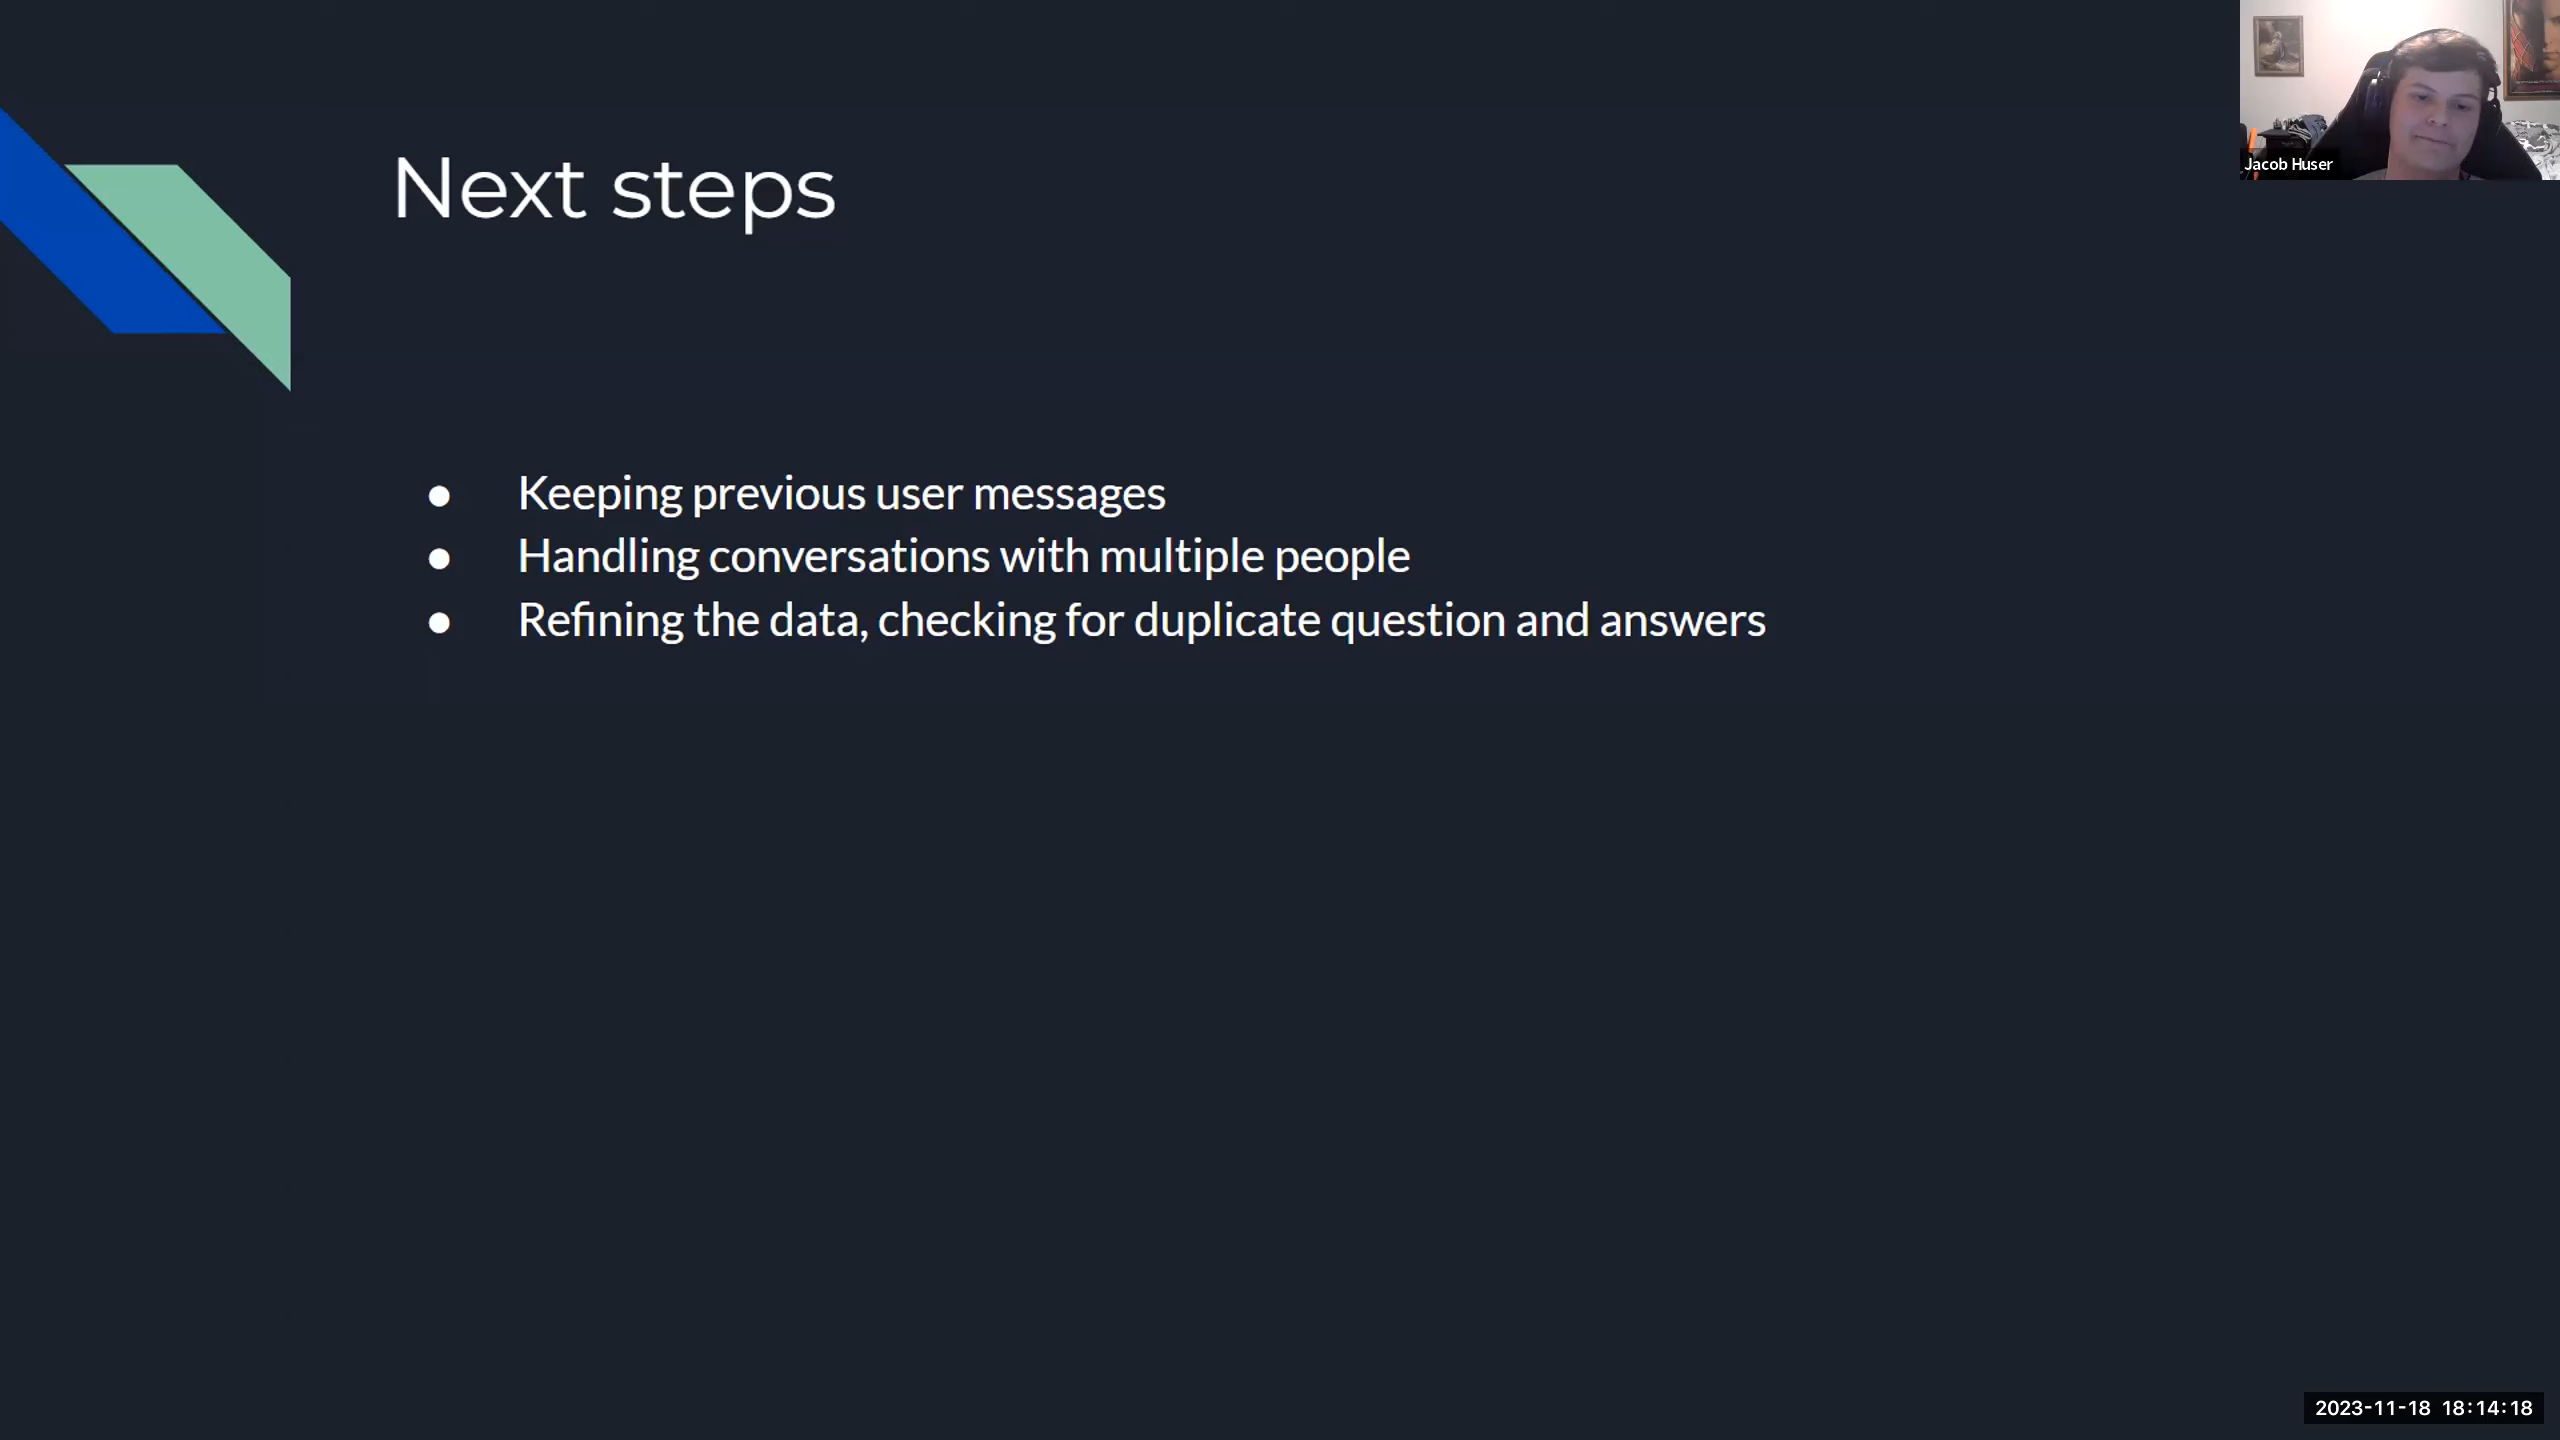 Next steps
Jacob Huser
● Keeping previous user messages
● Handling conversations with multiple people
● Refining the data, checking for duplicate question and answers
2023-11-18 18:14:18